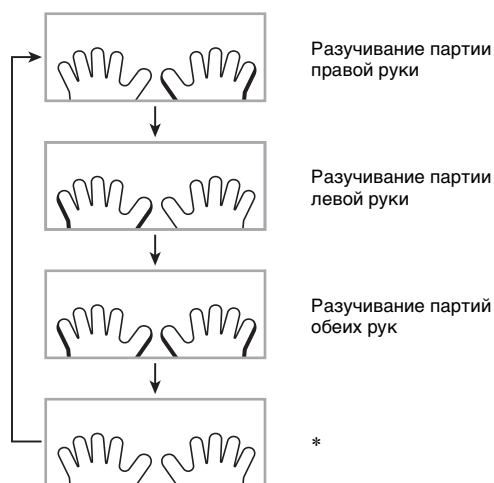 Разучивание партии
правой руки
Разучивание партии
левой руки
Разучивание партий
обеих рук
*